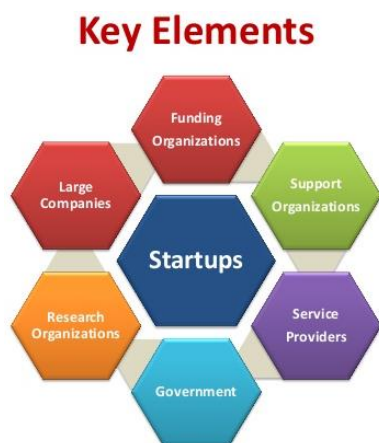 Key Elements
Funding
Organizations
Large
Companies
Support
Organizations
Startups
Research
Organizations
Service
Providers
Government